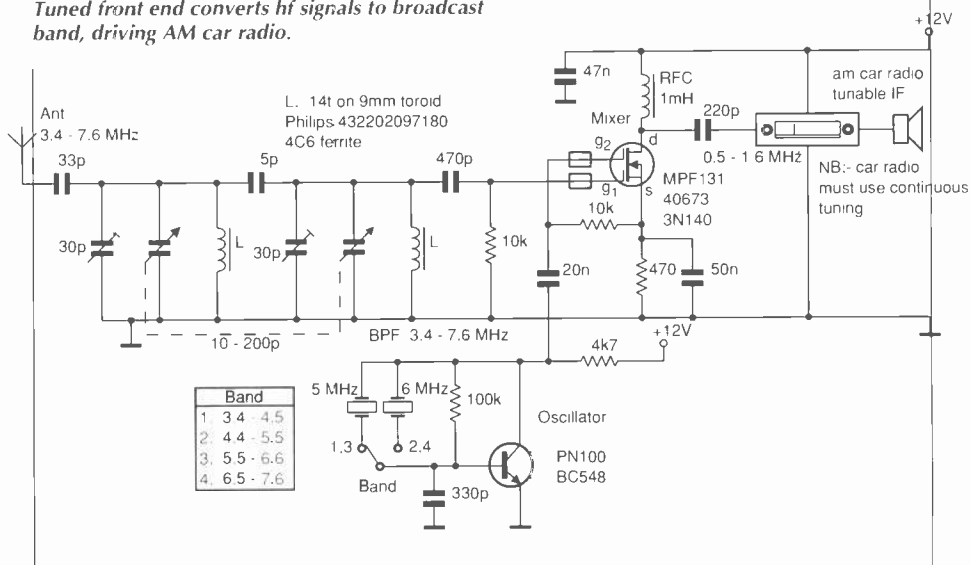 Tuned front end converts hf signals to broadcast
band, driving AM car radio.
+12V
47n
RFC
1mH
am car radio
tunable IF
Ant
3.4 - 7.6 MHz
L. 14t on 9mm toroid
Philips 432202097180
4C6 ferrite
Mixer
220p
33p
5p
470p
g2
d
g1
s
0.5 - 1 6 MHz
NB:- car radio
must use continuous
tuning
MPF131
40673
3N140
30p
L
30p
L
10k
10k
20n
470
50n
10 - 200p
BPF 3.4 - 7.6 MHz
+12V
4k7
5 MHz
6 MHz
100k
Oscillator
Band
1. 3 4 - 4.5
2. 4.4 - 5.5
3. 5.5 - 6.6
4. 6.5 - 7.6
1,3
2,4
Band
330p
PN100
BC548